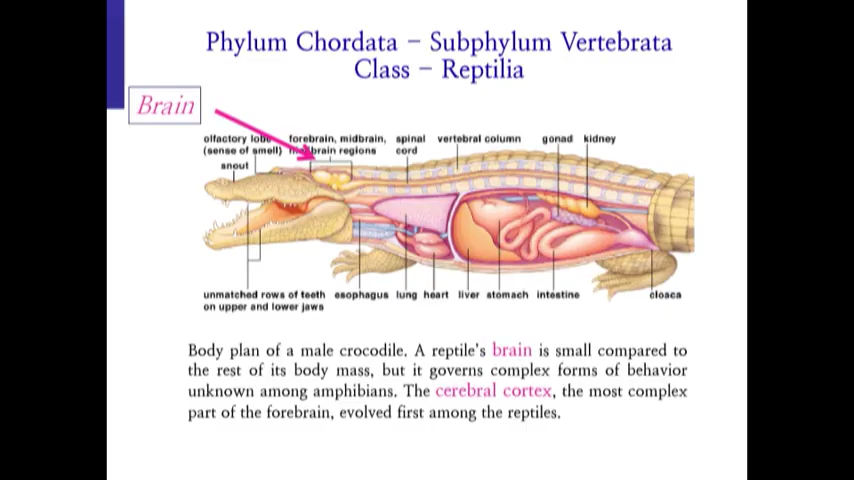 Phylum Chordata – Subphylum Vertebrata
Class – Reptilia
Brain
olfactory lobe forebrain, midbrain, spinal vertebral column gonad kidney
(sense of smell) brain regions cord
snout
unmatched rows of teeth esophagus lung heart liver stomach intestine cloaca
on upper and lower jaws
Body plan of a male crocodile. A reptile's brain is small compared to
the rest of its body mass, but it governs complex forms of behavior
unknown among amphibians. The cerebral cortex, the most complex
part of the forebrain, evolved first among the reptiles.